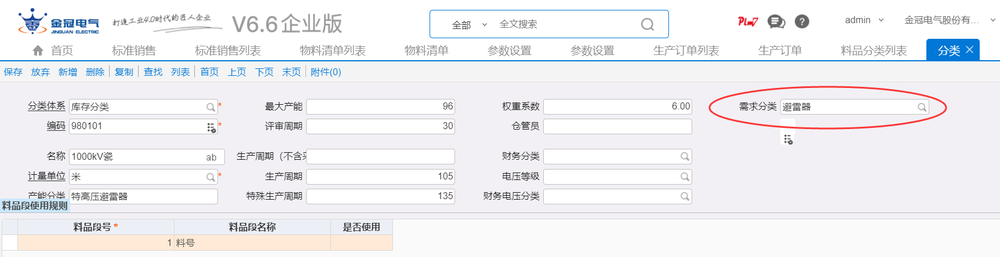 金冠电气 JINGUAN ELECTRIC 打造工业4.0时代的匠人企业 V6.6企业版 全部 全文搜索 PLM7 ? admin 金冠电气股份有...
首页 标准销售 标准销售列表 物料清单列表 物料清单 参数设置 参数设置 生产订单列表 生产订单 料品分类列表 分类
保存 放弃 新增 删除 复制 查找 列表 首页 上页 下页 末页 附件(0)
分类体系 库存分类 * 最大产能 96 权重系数 6.00 需求分类 避雷器
编码 980101 * 评审周期 30 仓管员
名称 1000kV瓷 ab 生产周期（不含采 财务分类
计量单位 米 * 生产周期 105 电压等级
产能分类 特高压避雷器 特殊生产周期 135 财务电压分类
料品段使用规则
料品段号 * 料品段名称 是否使用
1 料号